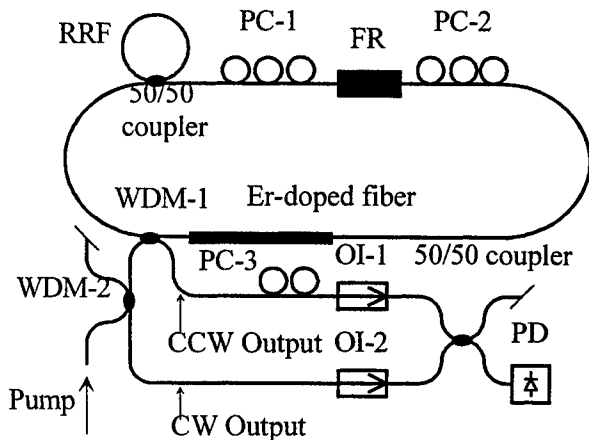 RRF
PC-1
FR
PC-2
50/50
coupler
WDM-1
Er-doped fiber
PC-3
OI-1
50/50 coupler
WDM-2
CCW Output
OI-2
PD
Pump
CW Output